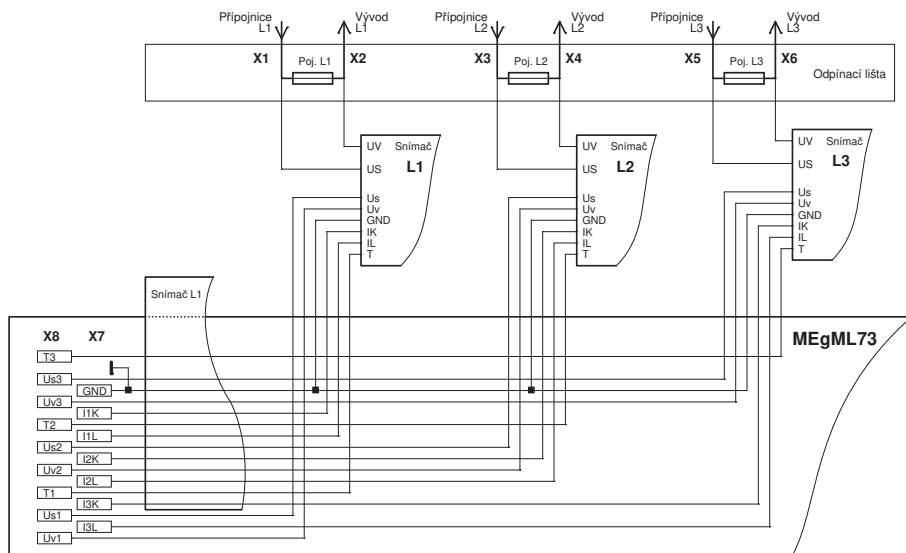 Přípojnice L1
Vývod L1
Přípojnice L2
Vývod L2
Přípojnice L3
Vývod L3
X1 Poj. L1 X2
X3 Poj. L2 X4
X5 Poj. L3 X6
Odpínací lišta
UV Snímač
L1
US
Us
Uv
GND
IK
IL
T
UV Snímač
L2
US
Us
Uv
GND
IK
IL
T
UV Snímač
L3
US
Us
Uv
GND
IK
IL
T
Snímač L1
MEgML73
X8 X7
T3
Us3
GND
Uv3
I1K
T2
I1L
Us2
I2K
Uv2
I2L
T1
I3K
Us1
I3L
Uv1